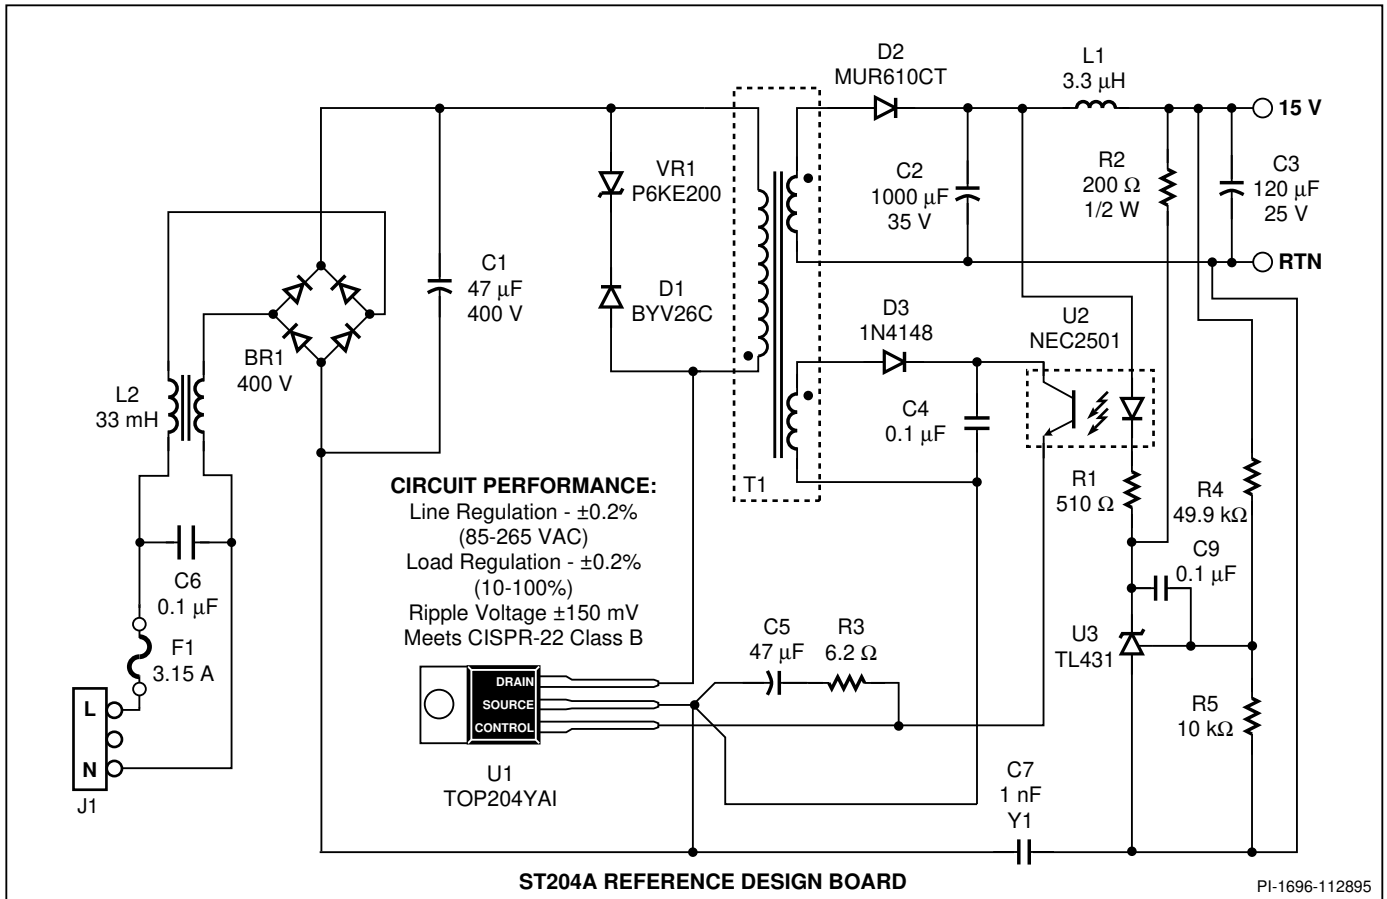 D2
MUR610CT
L1
3.3 μH
15 V
VR1
P6KE200
C2
1000 μF
35 V
R2
200 Ω
1/2 W
C3
120 μF
25 V
RTN
C1
47 μF
400 V
D1
BYV26C
D3
1N4148
U2
NEC2501
BR1
400 V
L2
33 mH
C4
0.1 μF
T1
R1
510 Ω
R4
49.9 kΩ
CIRCUIT PERFORMANCE:
Line Regulation - ±0.2%
(85-265 VAC)
Load Regulation - ±0.2%
(10-100%)
Ripple Voltage ±150 mV
Meets CISPR-22 Class B
C9
0.1 μF
C6
0.1 μF
F1
3.15 A
C5
47 μF
R3
6.2 Ω
U3
TL431
L
N
J1
DRAIN
SOURCE
CONTROL
U1
TOP204YAI
R5
10 kΩ
C7
1 nF
Y1
ST204A REFERENCE DESIGN BOARD
PI-1696-112895